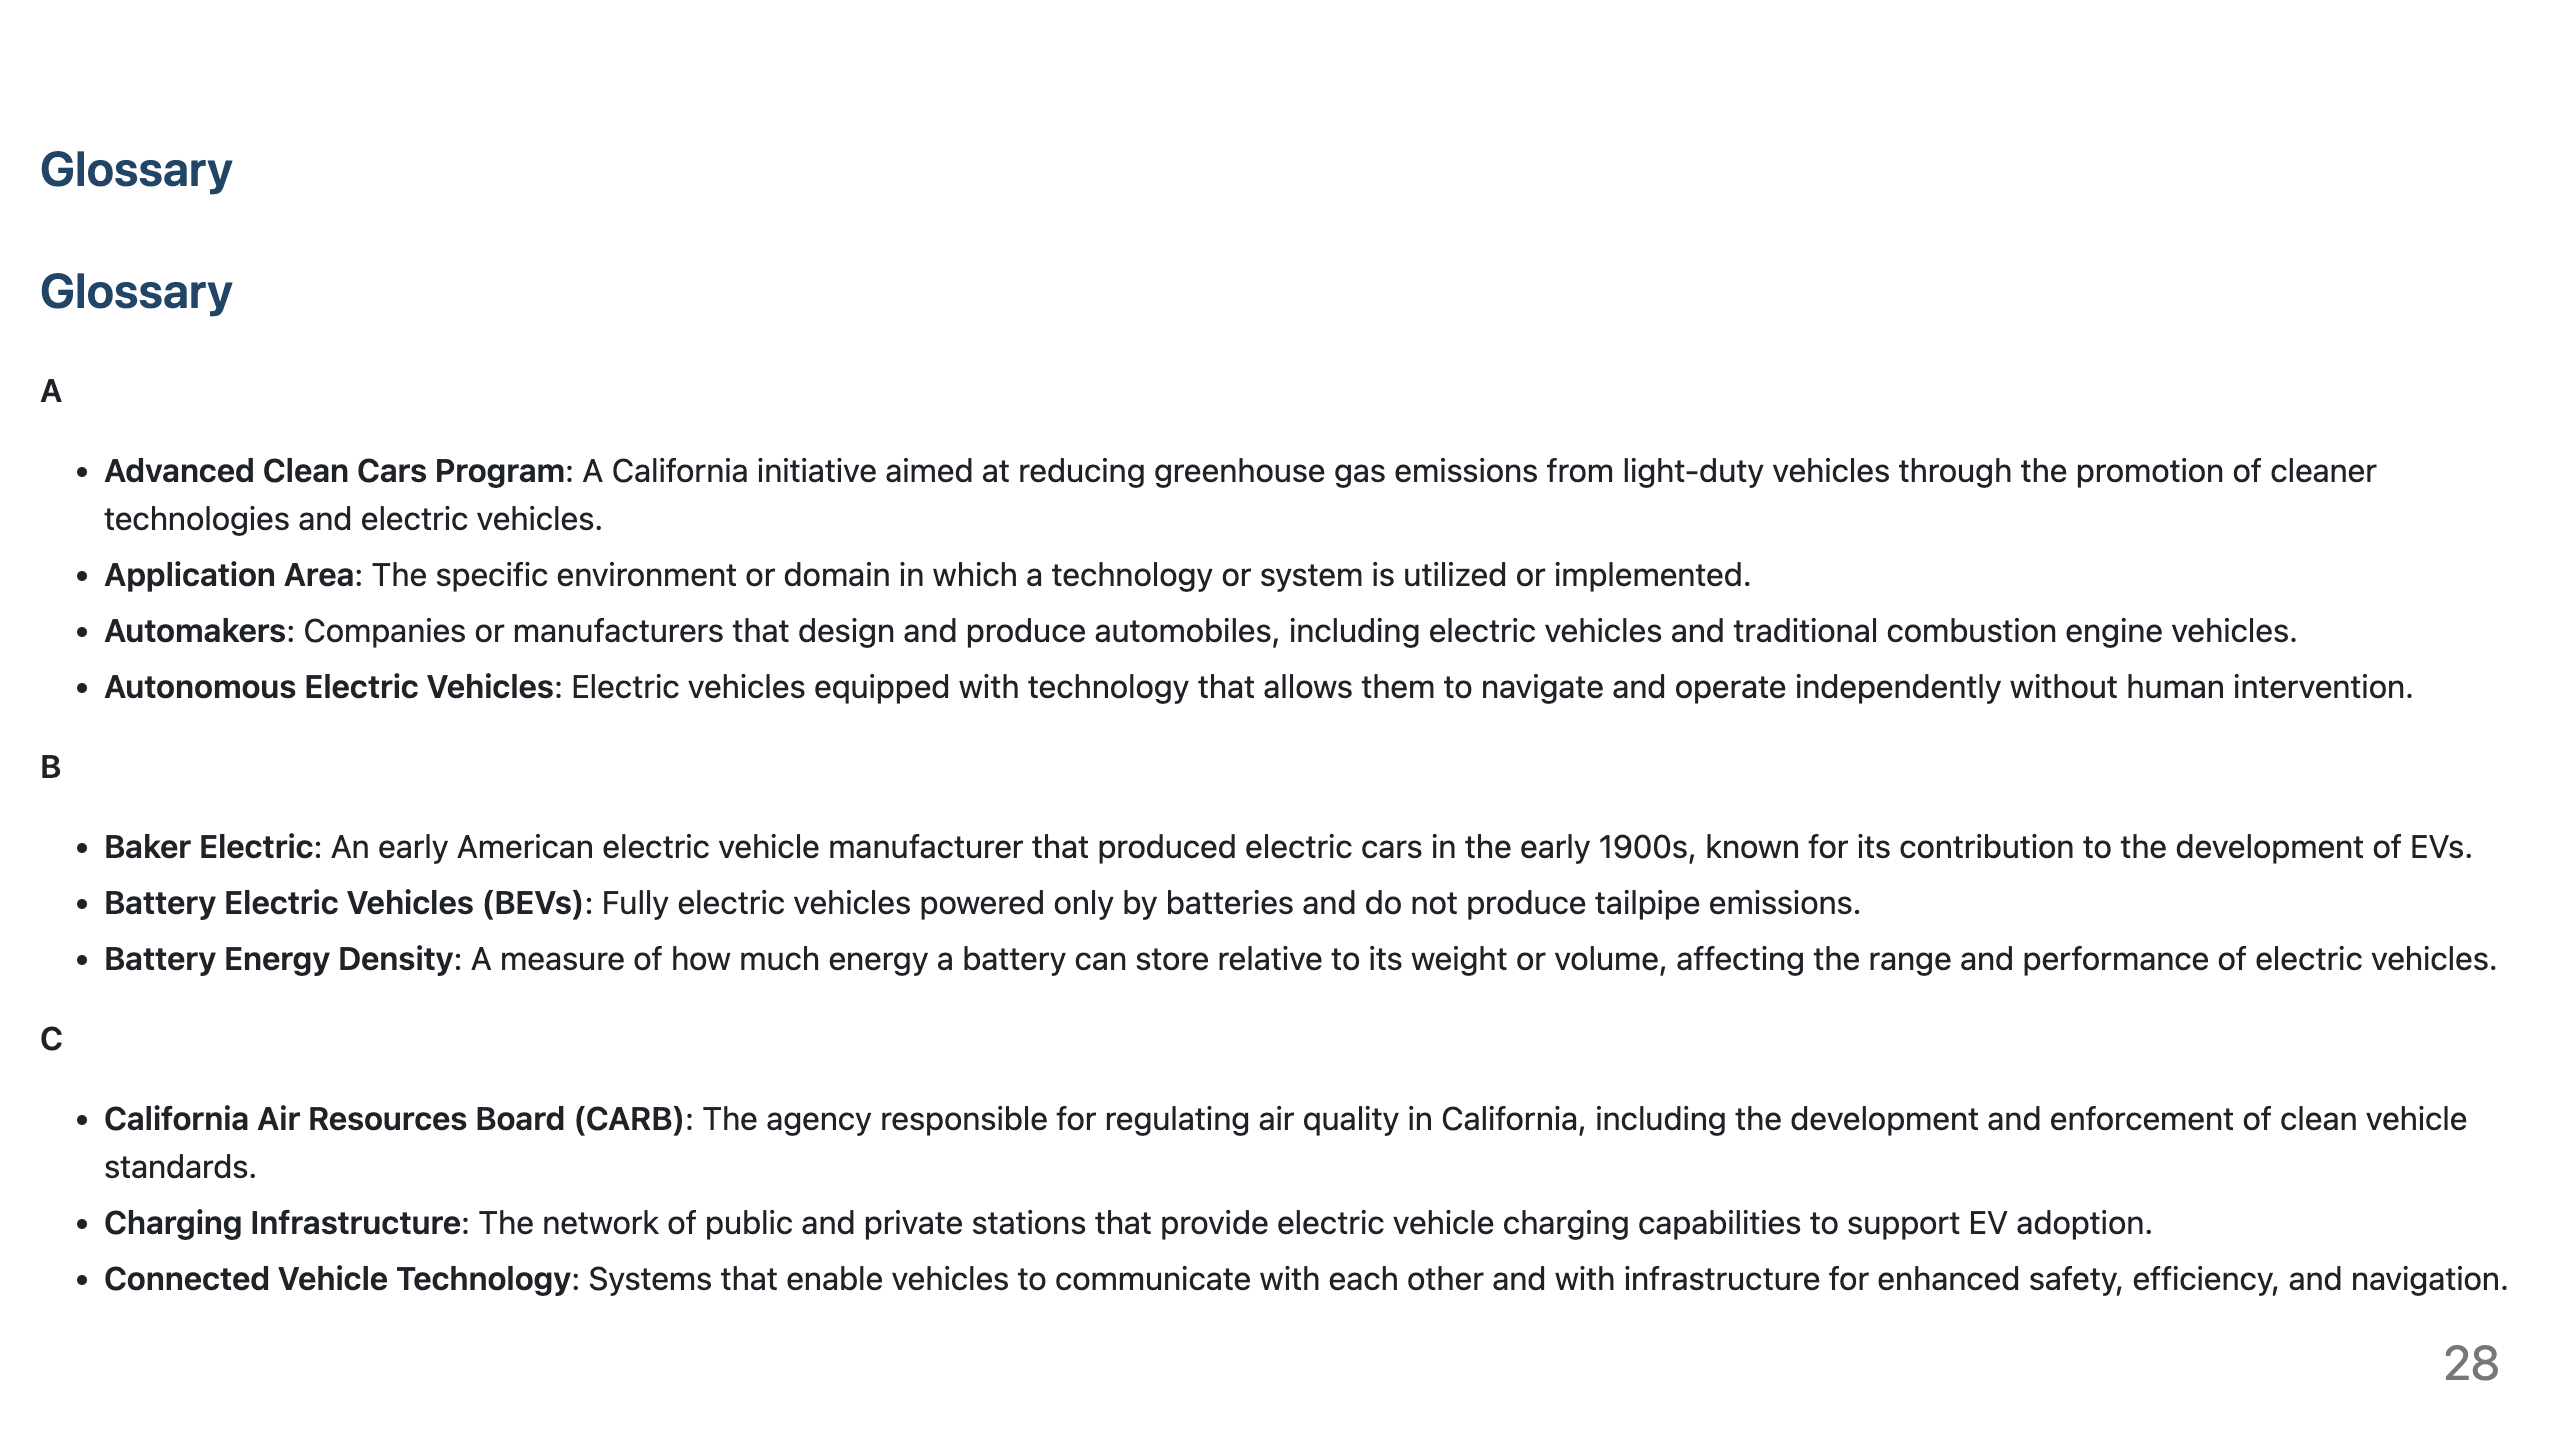 Glossary
Glossary
A
• Advanced Clean Cars Program: A California initiative aimed at reducing greenhouse gas emissions from light-duty vehicles through the promotion of cleaner
technologies and electric vehicles.
• Application Area: The specific environment or domain in which a technology or system is utilized or implemented.
• Automakers: Companies or manufacturers that design and produce automobiles, including electric vehicles and traditional combustion engine vehicles.
• Autonomous Electric Vehicles: Electric vehicles equipped with technology that allows them to navigate and operate independently without human intervention.
B
• Baker Electric: An early American electric vehicle manufacturer that produced electric cars in the early 1900s, known for its contribution to the development of EVs.
• Battery Electric Vehicles (BEVs): Fully electric vehicles powered only by batteries and do not produce tailpipe emissions.
• Battery Energy Density: A measure of how much energy a battery can store relative to its weight or volume, affecting the range and performance of electric vehicles.
C
• California Air Resources Board (CARB): The agency responsible for regulating air quality in California, including the development and enforcement of clean vehicle
standards.
• Charging Infrastructure: The network of public and private stations that provide electric vehicle charging capabilities to support EV adoption.
• Connected Vehicle Technology: Systems that enable vehicles to communicate with each other and with infrastructure for enhanced safety, efficiency, and navigation.
28